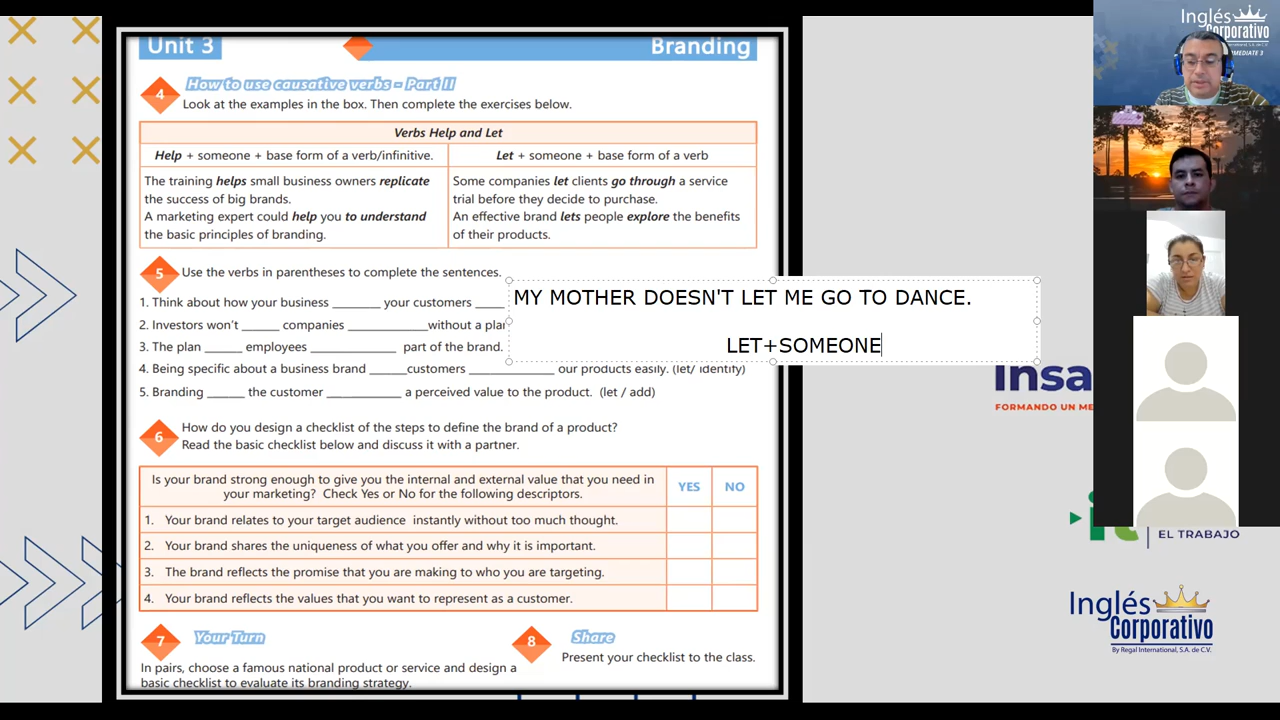 Unit 3
Branding
4
How to use causative verbs - Part II
Look at the examples in the box. Then complete the exercises below.
Verbs Help and Let
Help + someone + base form of a verb/infinitive.
Let + someone + base form of a verb
The training helps small business owners replicate
the success of big brands.
A marketing expert could help you to understand
the basic principles of branding.
Some companies let clients go through a service
trial before they decide to purchase.
An effective brand lets people explore the benefits
of their products.
5
Use the verbs in parentheses to complete the sentences.
1. Think about how your business ________ your customers _____
2. Investors won't ______ companies _____________without a plan
3. The plan ______ employees ______________ part of the brand.
4. Being specific about a business brand ______customers ______________ our products easily. (let/ identify)
5. Branding ______ the customer ____________ a perceived value to the product. (let / add)
MY MOTHER DOESN'T LET ME GO TO DANCE.
LET+SOMEONE
6
How do you design a checklist of the steps to define the brand of a product?
Read the basic checklist below and discuss it with a partner.
Is your brand strong enough to give you the internal and external value that you need in
your marketing? Check Yes or No for the following descriptors.
YES
NO
1. Your brand relates to your target audience instantly without too much thought.
2. Your brand shares the uniqueness of what you offer and why it is important.
3. The brand reflects the promise that you are making to who you are targeting.
4. Your brand reflects the values that you want to represent as a customer.
7
Your Turn
In pairs, choose a famous national product or service and design a
basic checklist to evaluate its branding strategy.
8
Share
Present your checklist to the class.
Inglés
Corporativo
MEDIATE 3
Insa
FORMANDO UN ME
EL TRABAJO
Inglés
Corporativo
By Regal International, S.A. de C.V.